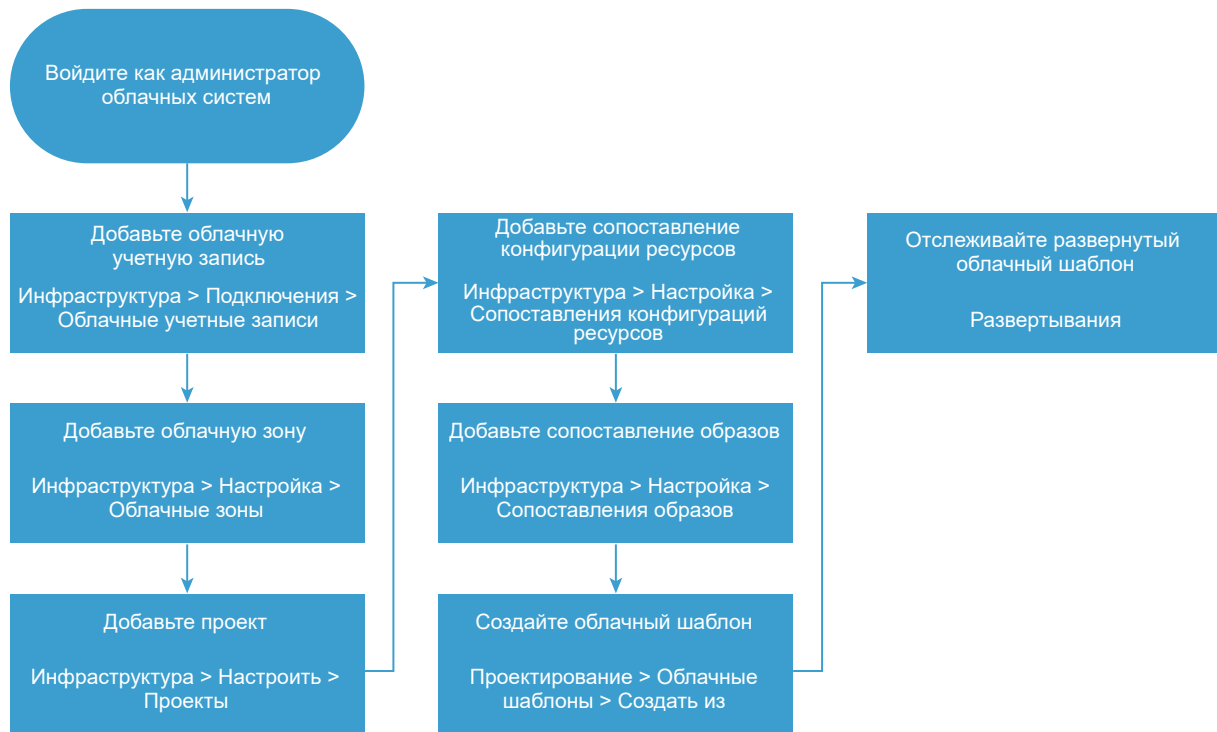 Войдите как администратор
облачных систем
Добавьте облачную
учетную запись
Инфраструктура > Подключения >
Облачные учетные записи
Добавьте облачную зону
Инфраструктура > Настройка >
Облачные зоны
Добавьте проект
Инфраструктура > Настроить >
Проекты
Добавьте сопоставление
конфигурации ресурсов
Инфраструктура > Настройка >
Сопоставления конфигураций
ресурсов
Добавьте сопоставление образов
Инфраструктура > Настройка >
Сопоставления образов
Создайте облачный шаблон
Проектирование > Облачные
шаблоны > Создать из
Отслеживайте развернутый
облачный шаблон
Развертывания